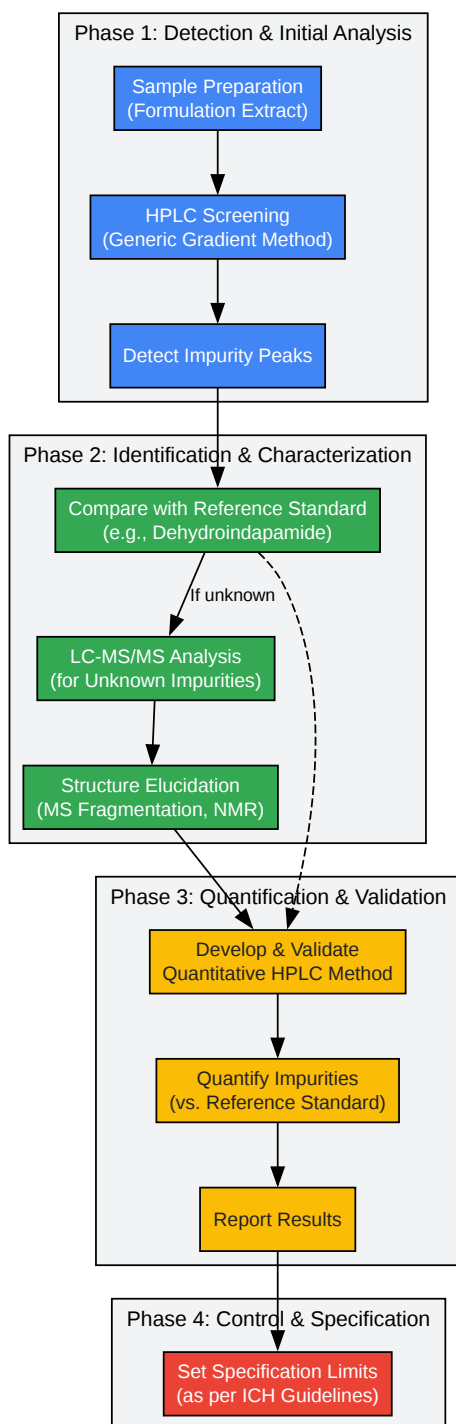 Phase 1: Detection & Initial Analysis
Sample Preparation
(Formulation Extract)
HPLC Screening
(Generic Gradient Method)
Detect Impurity Peaks
Phase 2: Identification & Characterization
Compare with Reference Standard
(e.g., Dehydroindapamide)
If unknown
LC-MS/MS Analysis
(for Unknown Impurities)
Structure Elucidation
(MS Fragmentation, NMR)
Phase 3: Quantification & Validation
Develop & Validate
Quantitative HPLC Method
Quantify Impurities
(vs. Reference Standard)
Report Results
Phase 4: Control & Specification
Set Specification Limits
(as per ICH Guidelines)